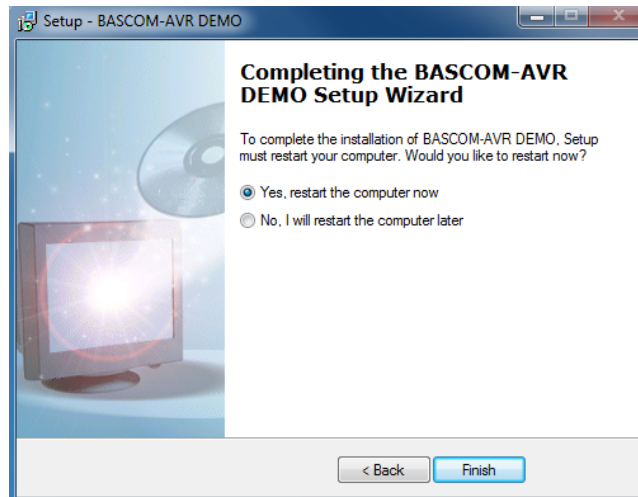 Setup - BASCOM-AVR DEMO
Completing the BASCOM-AVR
DEMO Setup Wizard
To complete the installation of BASCOM-AVR DEMO, Setup
must restart your computer. Would you like to restart now?
Yes, restart the computer now
No, I will restart the computer later
< Back
Finish